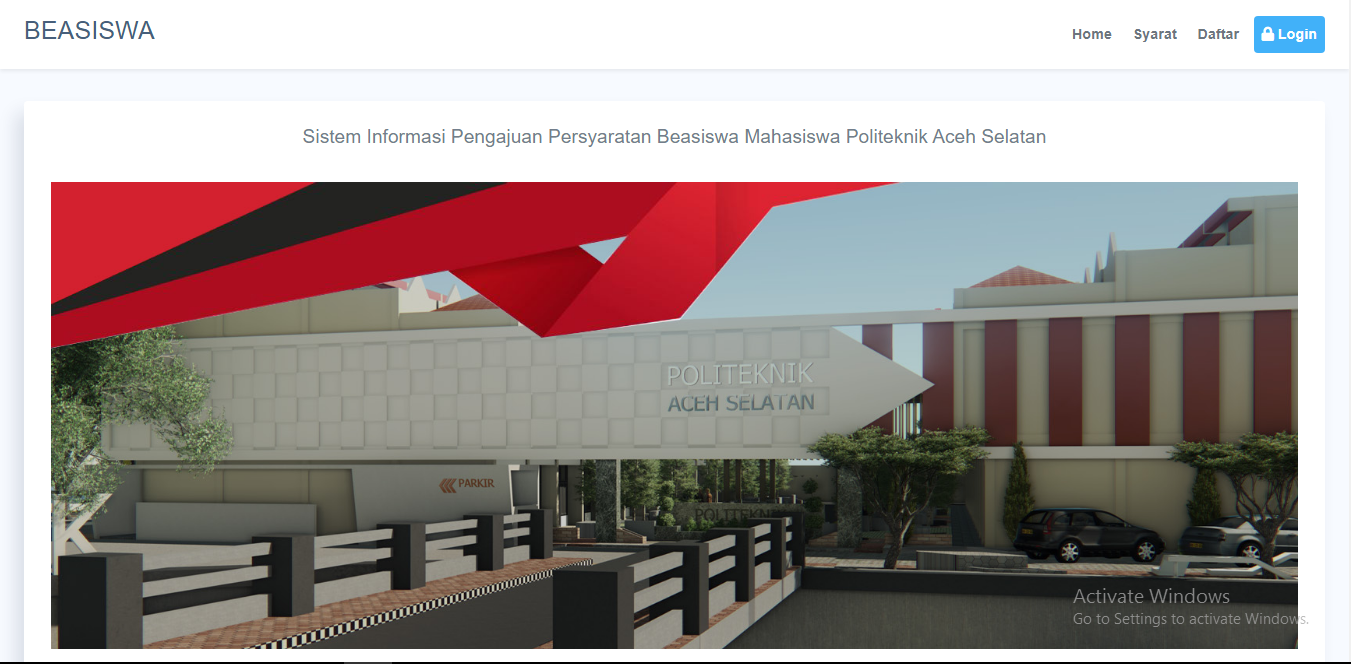 BEASISWA
Home Syarat Daftar Login
Sistem Informasi Pengajuan Persyaratan Beasiswa Mahasiswa Politeknik Aceh Selatan
POLITEKNIK
ACEH SELATAN
PARKIR
POLITEKNIK
Activate Windows
Go to Settings to activate Windows.